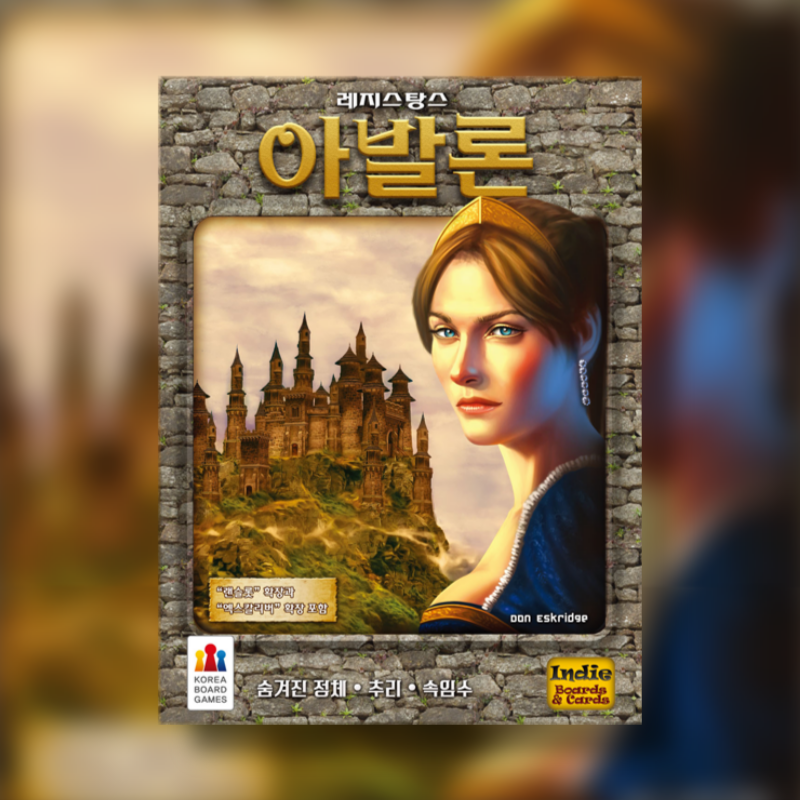 레지스탕스
아발론
“랜슬롯” 확장과
“엑스칼리버” 확장 포함
DON ESKRIDGE
KOREA
BOARD
GAMES
숨겨진 정체 • 추리 • 속임수
Indie
Boards
& Cards